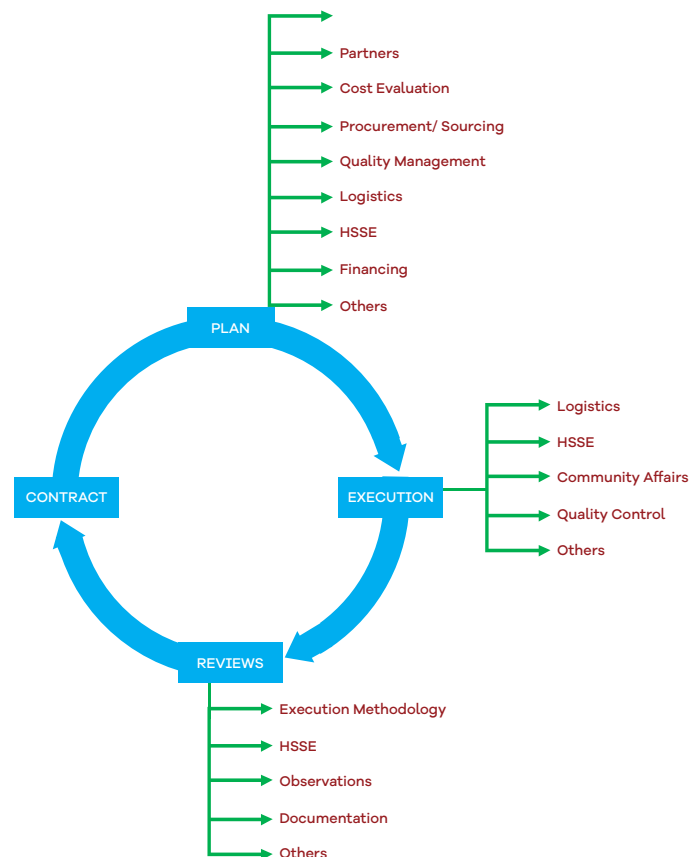 Partners
Cost Evaluation
Procurement/ Sourcing
Quality Management
Logistics
HSSE
Financing
Others
PLAN
Logistics
HSSE
Community Affairs
Quality Control
Others
EXECUTION
CONTRACT
REVIEWS
Execution Methodology
HSSE
Observations
Documentation
Others